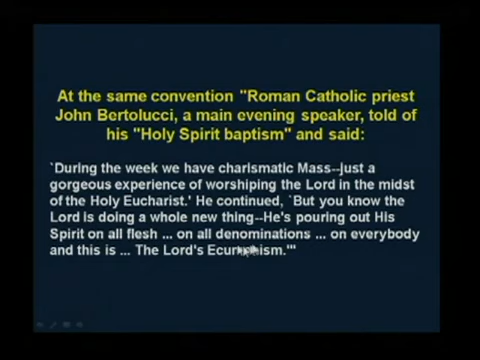 At the same convention "Roman Catholic priest
John Bertolucci, a main evening speaker, told of
his "Holy Spirit baptism" and said:
`During the week we have charismatic Mass--just a
gorgeous experience of worshiping the Lord in the midst
of the Holy Eucharist.' He continued, `But you know the
Lord is doing a whole new thing--He's pouring out His
Spirit on all flesh ... on all denominations ... on everybody
and this is ... The Lord's